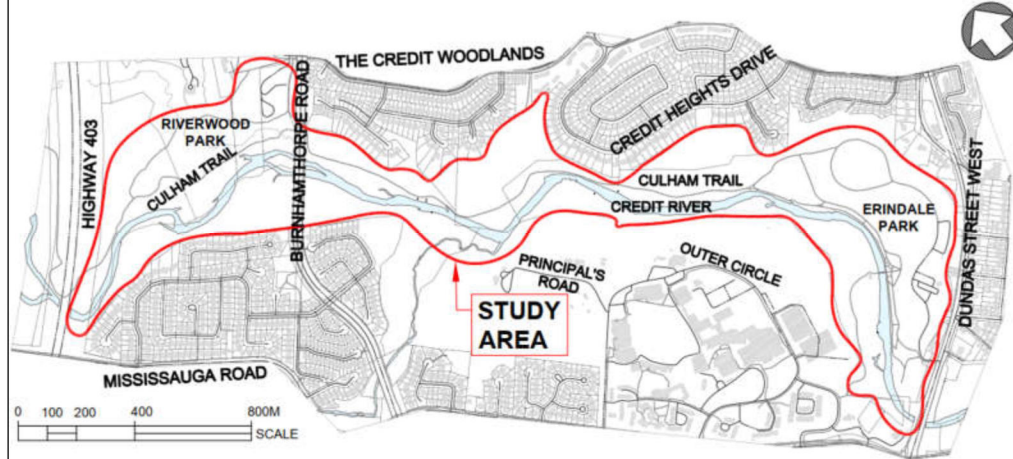 THE CREDIT WOODLANDS
CREDIT HEIGHTS DRIVE
RIVERWOOD
PARK
HIGHWAY 403
CULHAM TRAIL
BURNHAMTHORPE ROAD
CULHAM TRAIL
CREDIT RIVER
ERINDALE
PARK
DUNDAS STREET WEST
PRINCIPAL'S
ROAD
OUTER CIRCLE
STUDY
AREA
MISSISSAUGA ROAD
0 100 200 400 800M
SCALE